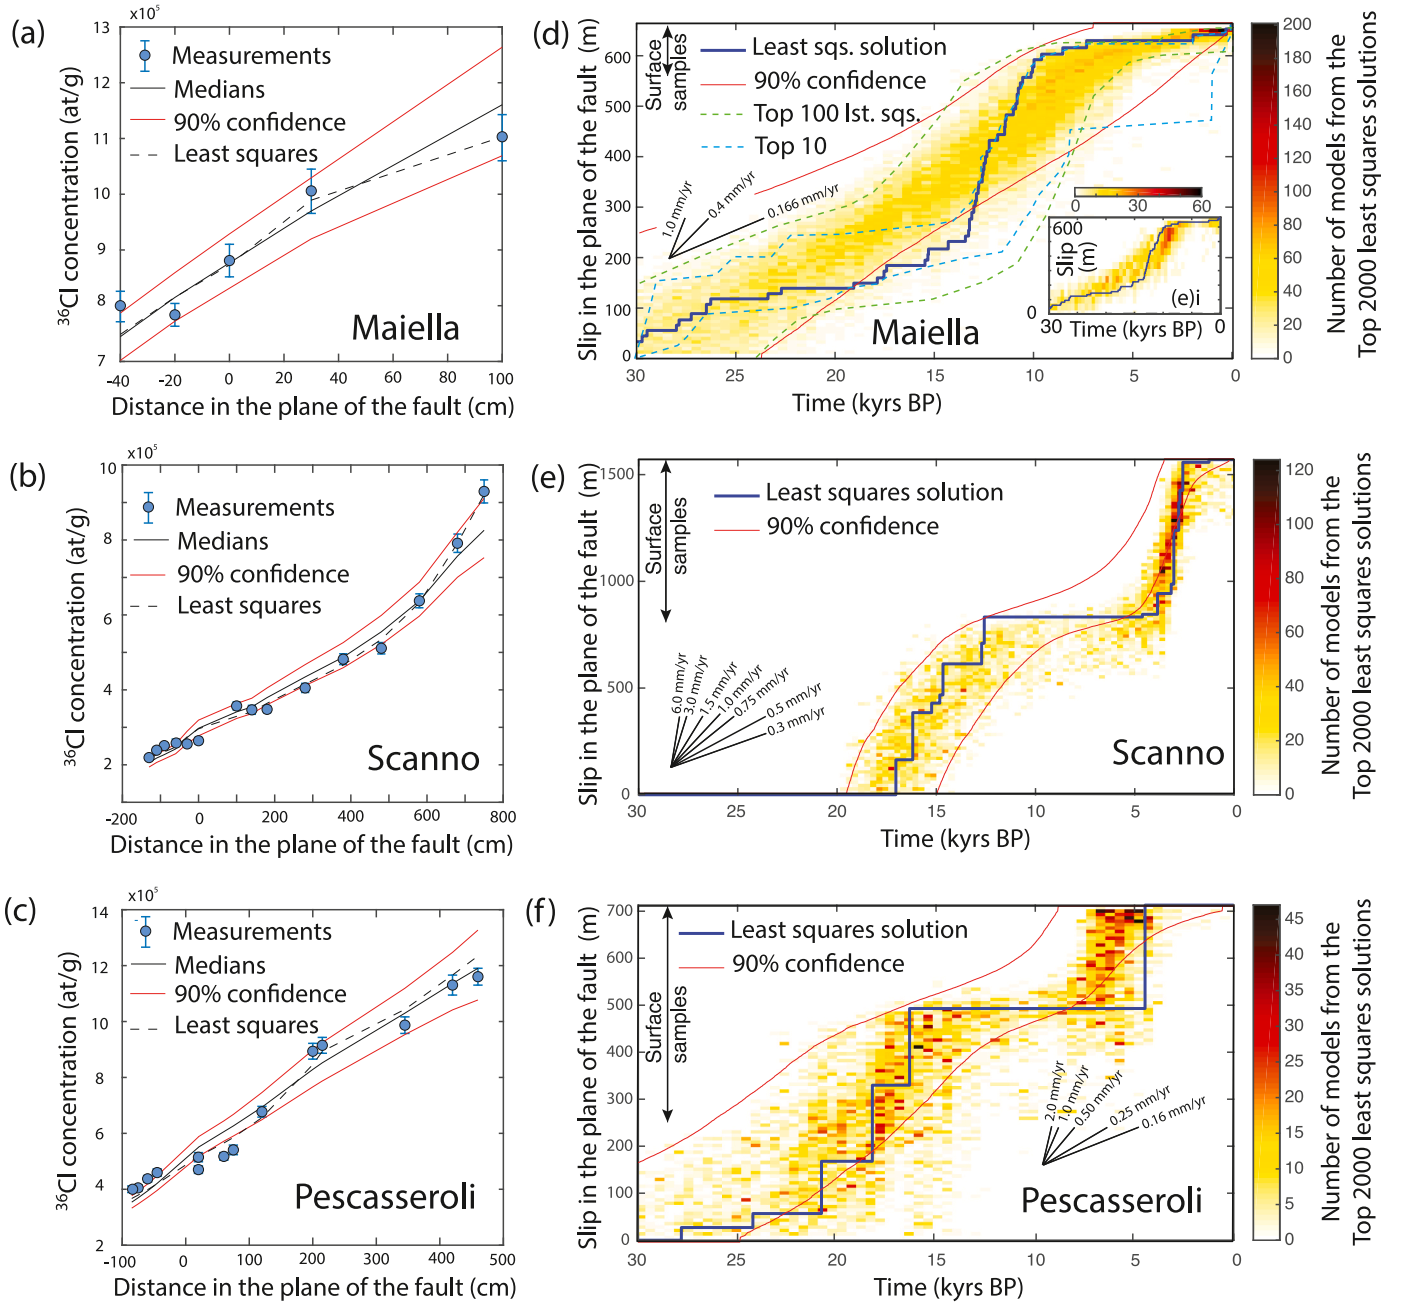 (a)
x10⁵
13
12
11
10
9
8
7
³⁶Cl concentration (at/g)
Measurements
Medians
90% confidence
Least squares
Maiella
-40 -20 0 20 40 60 80 100
Distance in the plane of the fault (cm)
(d)
600
500
400
300
200
100
0
Slip in the plane of the fault (m)
Surface
samples
Least sqs. solution
90% confidence
Top 100 lst. sqs.
Top 10
1.0 mm/yr
0.4 mm/yr
0.166 mm/yr
Maiella
0 30 60
600
Slip
(m)
0
(e)i
30 20 10 0
Time (kyrs BP)
30 25 20 15 10 5 0
Time (kyrs BP)
200
180
160
140
120
100
80
60
40
20
0
Number of models from the
Top 2000 least squares solutions
(b)
x10⁵
10
8
6
4
2
³⁶Cl concentration (at/g)
Measurements
Medians
90% confidence
Least squares
Scanno
-200 0 200 400 600 800
Distance in the plane of the fault (cm)
(e)
1500
1000
500
0
Slip in the plane of the fault (m)
Surface
samples
Least squares solution
90% confidence
6.0 mm/yr
3.0 mm/yr
1.5 mm/yr
1.0 mm/yr
0.75 mm/yr
0.5 mm/yr
0.3 mm/yr
Scanno
30 25 20 15 10 5 0
Time (kyrs BP)
120
100
80
60
40
20
0
Number of models from the
Top 2000 least squares solutions
(c)
x10⁵
14
12
10
8
6
4
2
³⁶Cl concentration (at/g)
Measurements
Medians
90% confidence
Least squares
Pescasseroli
-100 0 100 200 300 400 500
Distance in the plane of the fault (cm)
(f)
700
600
500
400
300
200
100
0
Slip in the plane of the fault (m)
Surface
samples
Least squares solution
90% confidence
2.0 mm/yr
1.0 mm/yr
0.50 mm/yr
0.25 mm/yr
0.16 mm/yr
Pescasseroli
30 25 20 15 10 5 0
Time (kyrs BP)
45
40
35
30
25
20
15
10
5
0
Number of models from the
Top 2000 least squares solutions